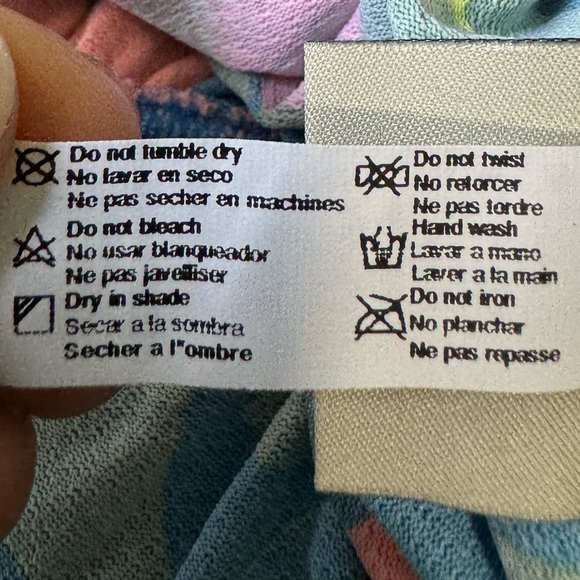 Do not tumble dry
No lavar en seco
Ne pas secher en machines
Do not bleach
No usar blanqueador
Ne pas javelliser
Dry in shade
Secar a la sombra
Secher a l"ombre
Do not twist
No retorcer
Ne pas tordre
Hand wash
Lavar a mano
Laver a la main
Do not iron
No planchar
Ne pas repasse